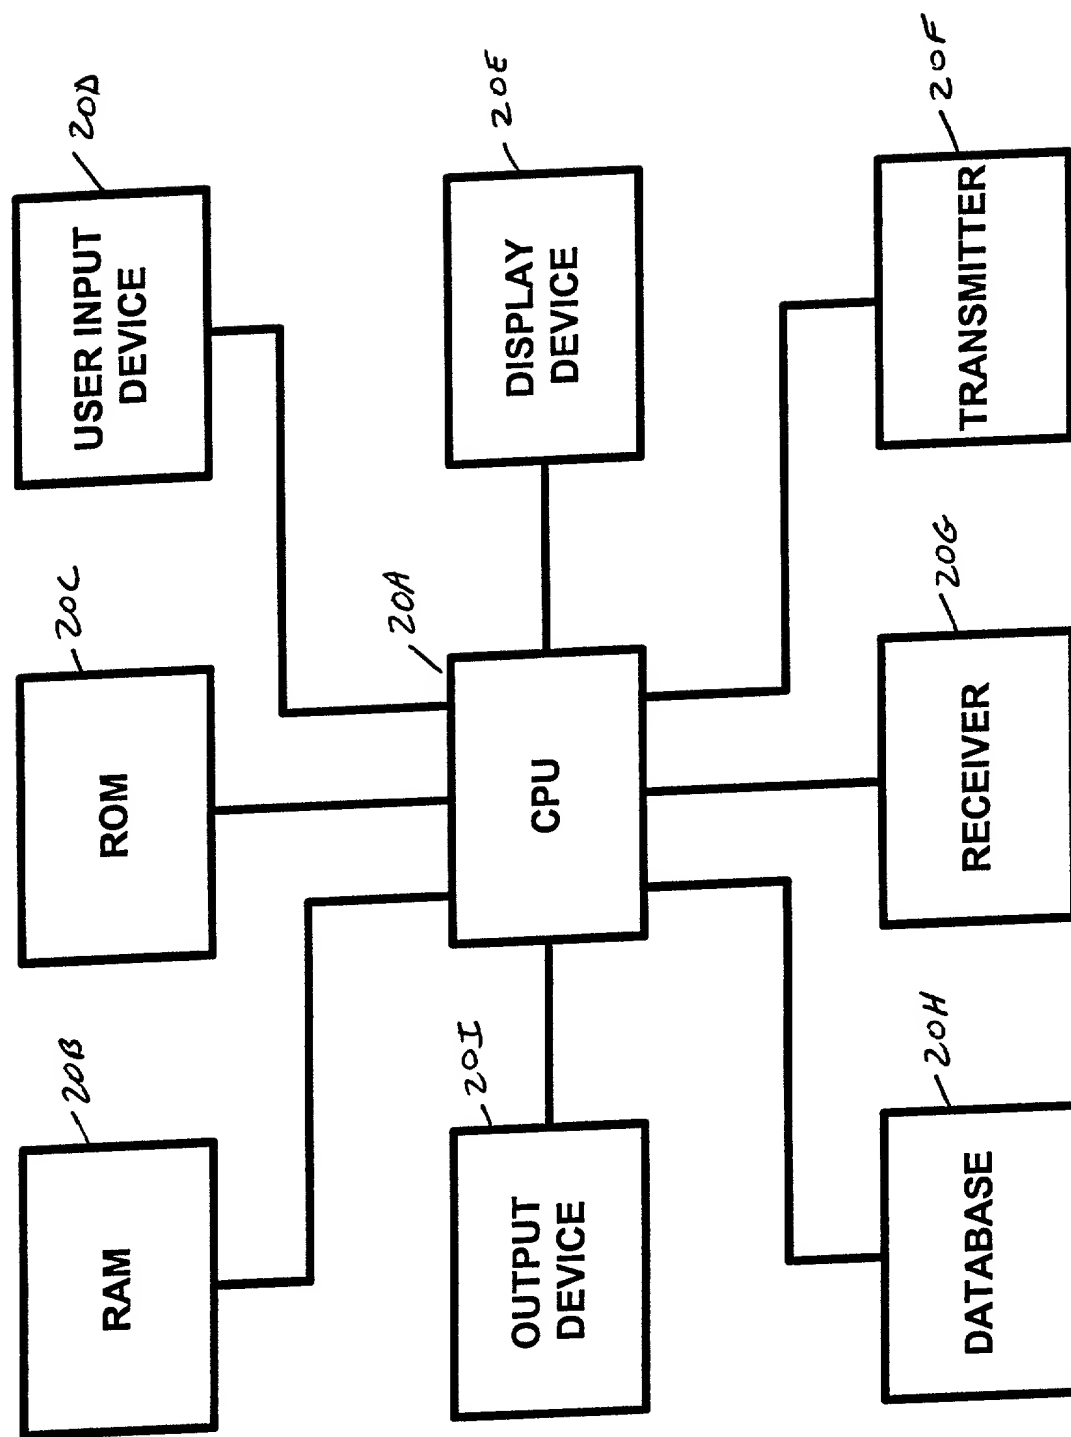 20B
RAM
20C
ROM
20D
USER INPUT
DEVICE
20I
OUTPUT
DEVICE
20A
CPU
20E
DISPLAY
DEVICE
20H
DATABASE
20G
RECEIVER
20F
TRANSMITTER